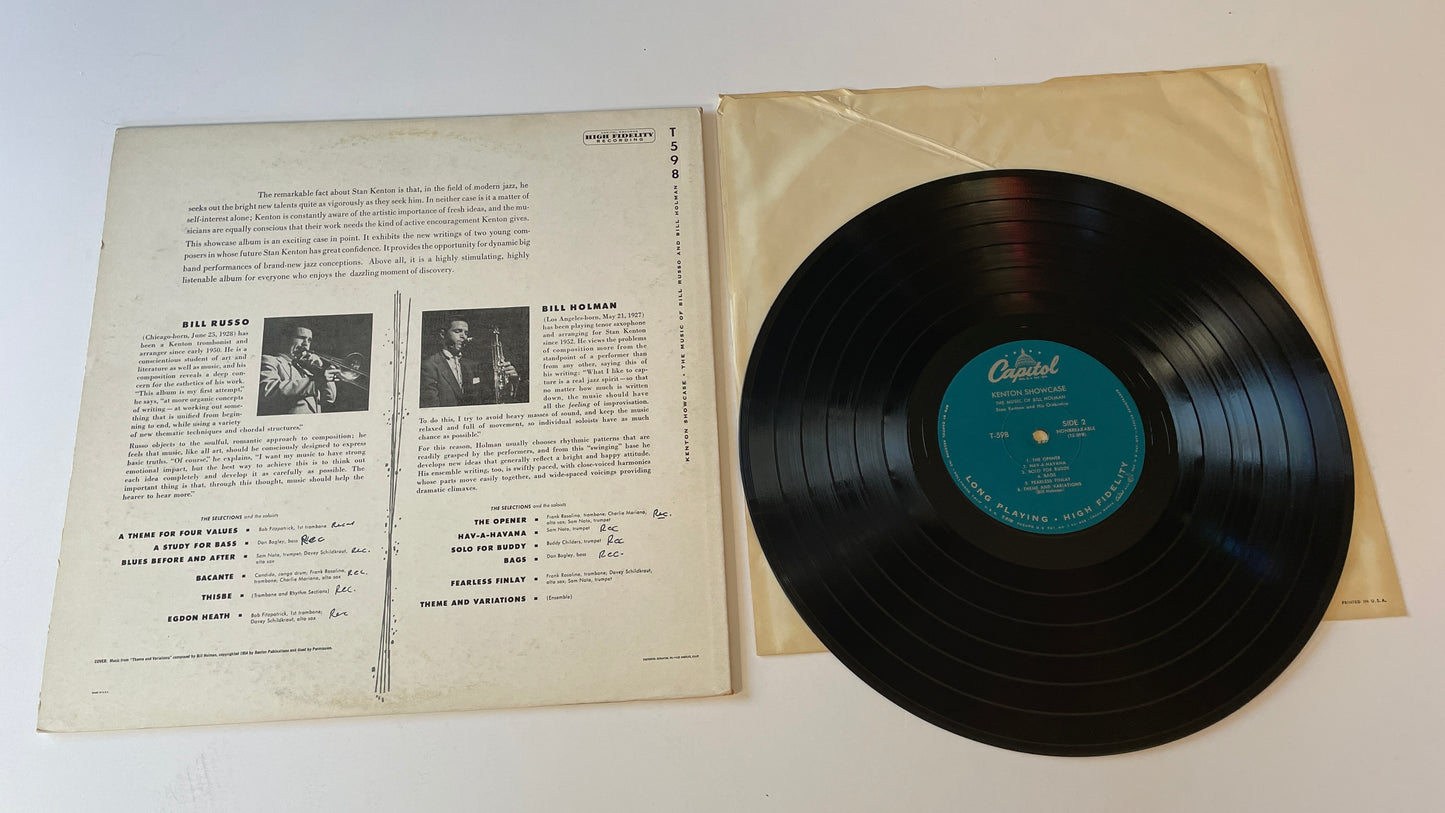 HIGH FIDELITY
RECORDING
T 598
KENTON SHOWCASE • THE MUSIC OF BILL RUSSO AND BILL HOLMAN
The remarkable fact about Stan Kenton is that, in the field of modern jazz, he
seeks out the bright new talents quite as vigorously as they seek him. In neither case is it a matter of
self-interest alone; Kenton is constantly aware of the artistic importance of fresh ideas, and the mu-
sicians are equally conscious that their work needs the kind of active encouragement Kenton gives.
This showcase album is an exciting case in point. It exhibits the new writings of two young com-
posers in whose future Stan Kenton has great confidence. It provides the opportunity for dynamic big
band performances of brand-new jazz conceptions. Above all, it is a highly stimulating, highly
listenable album for everyone who enjoys the dazzling moment of discovery.
BILL RUSSO
(Chicago-born, June 25, 1928) has
been a Kenton trombonist and
arranger since early 1950. He is a
conscientious student of art and
literature as well as music, and his
composition reveals a deep con-
cern for the esthetics of his work.
"This album is my first attempt,"
he says, "at more organic concepts
of writing — at working out some-
thing that is unified from begin-
ning to end, while using a variety
of new thematic techniques and chordal structures."
Russo objects to the soulful, romantic approach to composition; he
feels that music, like all art, should be consciously designed to express
basic truths. "Of course," he explains, "I want my music to have strong
emotional impact, but the best way to achieve this is to think out
each idea completely and develop it as carefully as possible. The
important thing is that, through this thought, music should help the
hearer to hear more."
THE SELECTIONS and the soloists
A THEME FOR FOUR VALUES ■ Bob Fitzpatrick, 1st trombone Record
A STUDY FOR BASS ■ Don Bagley, bass Rec
BLUES BEFORE AND AFTER ■ Sam Noto, trumpet; Davey Schildkraut, Rec.
alto sax
BACANTE ■ Candido, conga drum; Frank Rosolino, Rec.
trombone; Charlie Mariano, alto sax
THISBE ■ (Trombone and Rhythm Sections) Rec.
EGDON HEATH ■ Bob Fitzpatrick, 1st trombone; Rec
Davey Schildkraut, alto sax
COVER: Music from "Theme and Variations" composed by Bill Holman, copyrighted 1954 by Benton Publications and Used by Permission.
BILL HOLMAN
(Los Angeles-born, May 21, 1927)
has been playing tenor saxophone
and arranging for Stan Kenton
since 1952. He views the problems
of composition more from the
standpoint of a performer than
from any other, saying this of
his writing: "What I like to cap-
ture is a real jazz spirit — so that
no matter how much is written
down, the music should have
all the feeling of improvisation.
To do this, I try to avoid heavy masses of sound, and keep the music
relaxed and full of movement, so individual soloists have as much
chance as possible."
For this reason, Holman usually chooses rhythmic patterns that are
readily grasped by the performers, and from this "swinging" base he
develops new ideas that generally reflect a bright and happy attitude.
His ensemble writing, too, is swiftly paced, with close-voiced harmonies
whose parts move easily together, and wide-spaced voicings providing
dramatic climaxes.
THE SELECTIONS and the soloists
THE OPENER ■ Frank Rosolino, trombone; Charlie Mariano, Rec.
alto sax; Sam Noto, trumpet
HAV-A-HAVANA ■ Sam Noto, trumpet Rec
SOLO FOR BUDDY ■ Buddy Childers, trumpet Rec
BAGS ■ Don Bagley, bass Rec.
FEARLESS FINLAY ■ Frank Rosolino, trombone; Davey Schildkraut,
alto sax; Sam Noto, trumpet
THEME AND VARIATIONS ■ (Ensemble)
Capitol
KENTON SHOWCASE
THE MUSIC OF BILL HOLMAN
Stan Kenton and His Orchestra
T-598
SIDE 2
NONBREAKABLE
1. THE OPENER
2. HAV-A-HAVANA
3. SOLO FOR BUDDY
4. BAGS
5. FEARLESS FINLAY
6. THEME AND VARIATIONS
(Bill Holman)
LONG PLAYING • HIGH FIDELITY
PRINTED IN U.S.A.